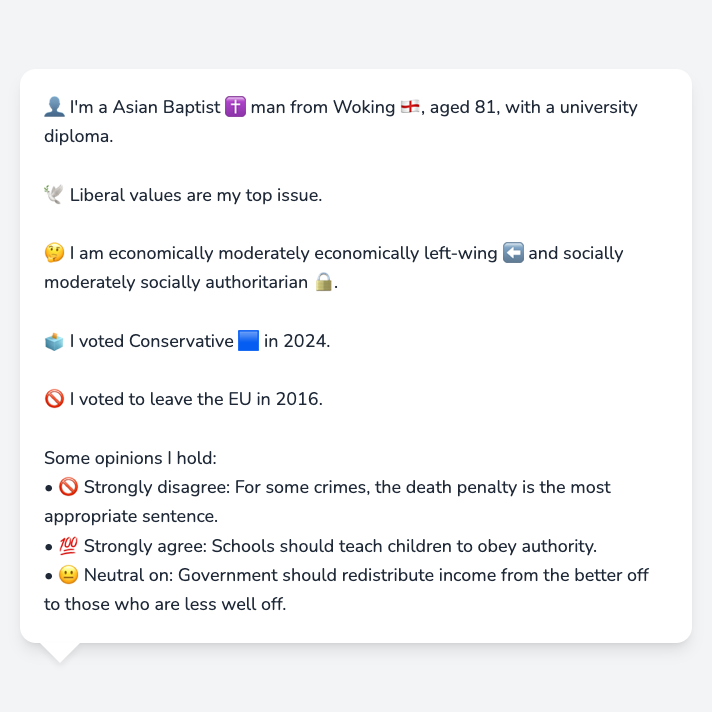 👤 I'm a Asian Baptist ✝️ man from Woking 🏴󠁧󠁢󠁥󠁮󠁧󠁿, aged 81, with a university
diploma.
🕊️ Liberal values are my top issue.
🤔 I am economically moderately economically left-wing ⬅️ and socially
moderately socially authoritarian 🔒.
🗳️ I voted Conservative 🟦 in 2024.
🚫 I voted to leave the EU in 2016.
Some opinions I hold:
• 🚫 Strongly disagree: For some crimes, the death penalty is the most
appropriate sentence.
• 💯 Strongly agree: Schools should teach children to obey authority.
• 😐 Neutral on: Government should redistribute income from the better off
to those who are less well off.